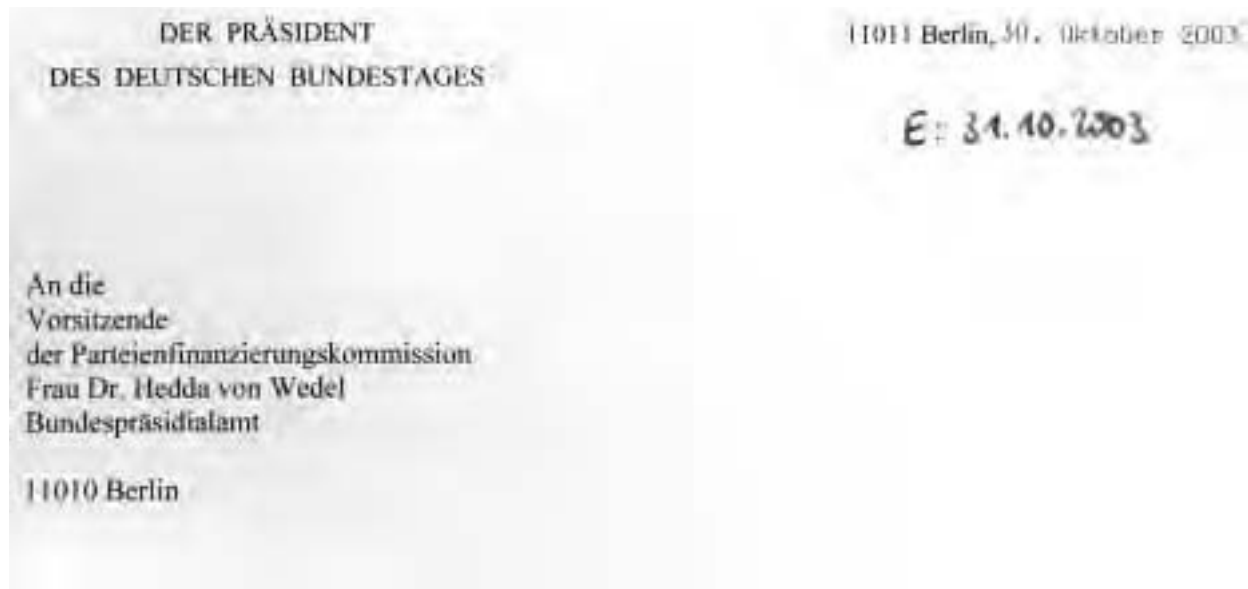 DER PRÄSIDENT
DES DEUTSCHEN BUNDESTAGES
11011 Berlin, 30. Oktober 2003
E: 31.10.2003
An die
Vorsitzende
der Parteienfinanzierungskommission
Frau Dr. Hedda von Wedel
Bundespräsidialamt
11010 Berlin